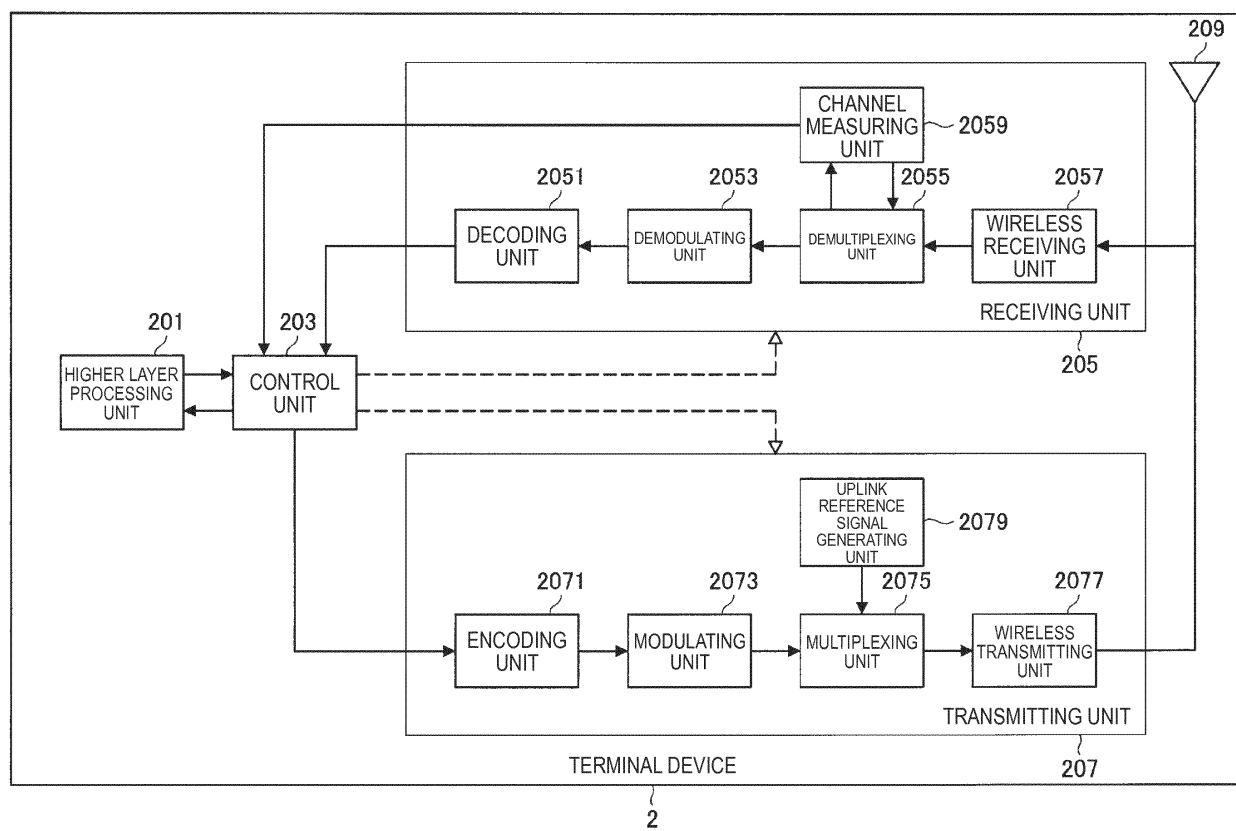 209
CHANNEL
MEASURING
UNIT
2059
2051
2053
2055
2057
DECODING
UNIT
DEMODULATING
UNIT
DEMULTIPLEXING
UNIT
WIRELESS
RECEIVING
UNIT
RECEIVING UNIT
205
201
203
HIGHER LAYER
PROCESSING
UNIT
CONTROL
UNIT
UPLINK
REFERENCE
SIGNAL
GENERATING
UNIT
2079
2071
2073
2075
2077
ENCODING
UNIT
MODULATING
UNIT
MULTIPLEXING
UNIT
WIRELESS
TRANSMITTING
UNIT
TRANSMITTING UNIT
207
TERMINAL DEVICE
2